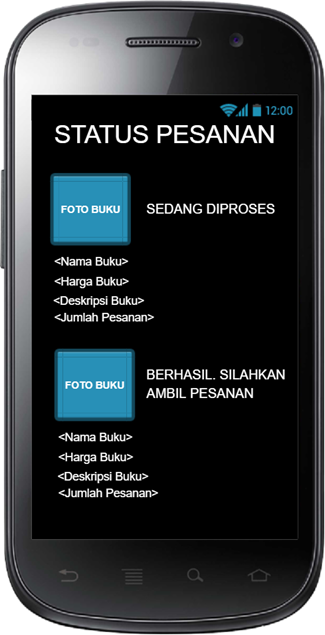 12:00
STATUS PESANAN
FOTO BUKU
SEDANG DIPROSES
<Nama Buku>
<Harga Buku>
<Deskripsi Buku>
<Jumlah Pesanan>
FOTO BUKU
BERHASIL. SILAHKAN
AMBIL PESANAN
<Nama Buku>
<Harga Buku>
<Deskripsi Buku>
<Jumlah Pesanan>